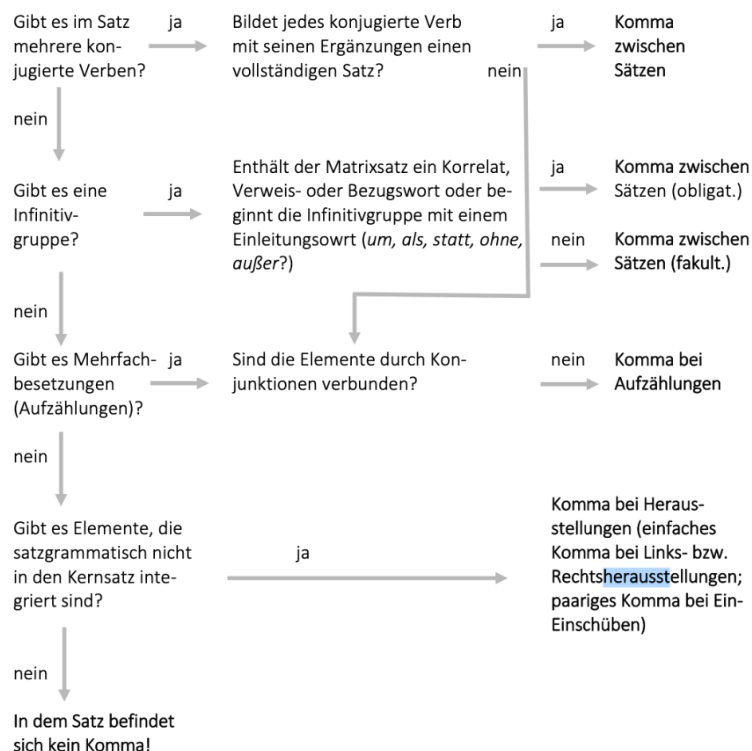 Gibt es im Satz
mehrere kon-
jugierte Verben?
ja
Bildet jedes konjugierte Verb
mit seinen Ergänzungen einen
vollständigen Satz?
nein
ja
Komma
zwischen
Sätzen
nein
Gibt es eine
Infinitiv-
gruppe?
ja
Enthält der Matrixsatz ein Korrelat,
Verweis- oder Bezugswort oder be-
ginnt die Infinitivgruppe mit einem
Einleitungsowrt (um, als, statt, ohne,
außer?)
ja
Komma zwischen
Sätzen (obligat.)
nein
Komma zwischen
Sätzen (fakult.)
nein
Gibt es Mehrfach-
besetzungen
(Aufzählungen)?
ja
Sind die Elemente durch Kon-
junktionen verbunden?
nein
Komma bei
Aufzählungen
nein
Gibt es Elemente, die
satzgrammatisch nicht
in den Kernsatz inte-
griert sind?
ja
Komma bei Heraus-
stellungen (einfaches
Komma bei Links- bzw.
Rechtsherausstellungen;
paariges Komma bei Ein-
Einschüben)
nein
In dem Satz befindet
sich kein Komma!